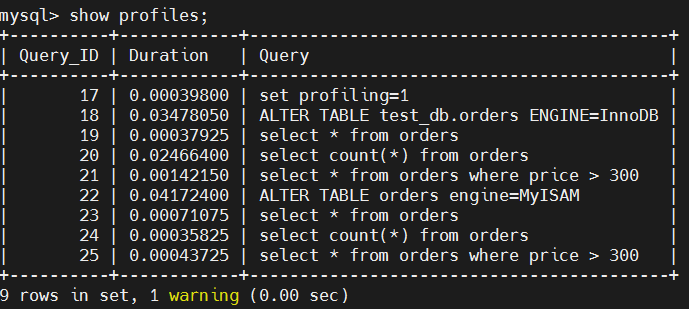 mysql> show profiles;
+----------+------------+-------------------------------------------+
| Query_ID | Duration   | Query                                     |
+----------+------------+-------------------------------------------+
|       17 | 0.00039800 | set profiling=1                           |
|       18 | 0.03478050 | ALTER TABLE test_db.orders ENGINE=InnoDB |
|       19 | 0.00037925 | select * from orders                      |
|       20 | 0.02466400 | select count(*) from orders               |
|       21 | 0.00142150 | select * from orders where price > 300    |
|       22 | 0.04172400 | ALTER TABLE orders engine=MyISAM          |
|       23 | 0.00071075 | select * from orders                      |
|       24 | 0.00035825 | select count(*) from orders               |
|       25 | 0.00043725 | select * from orders where price > 300    |
+----------+------------+-------------------------------------------+
9 rows in set, 1 warning (0.00 sec)